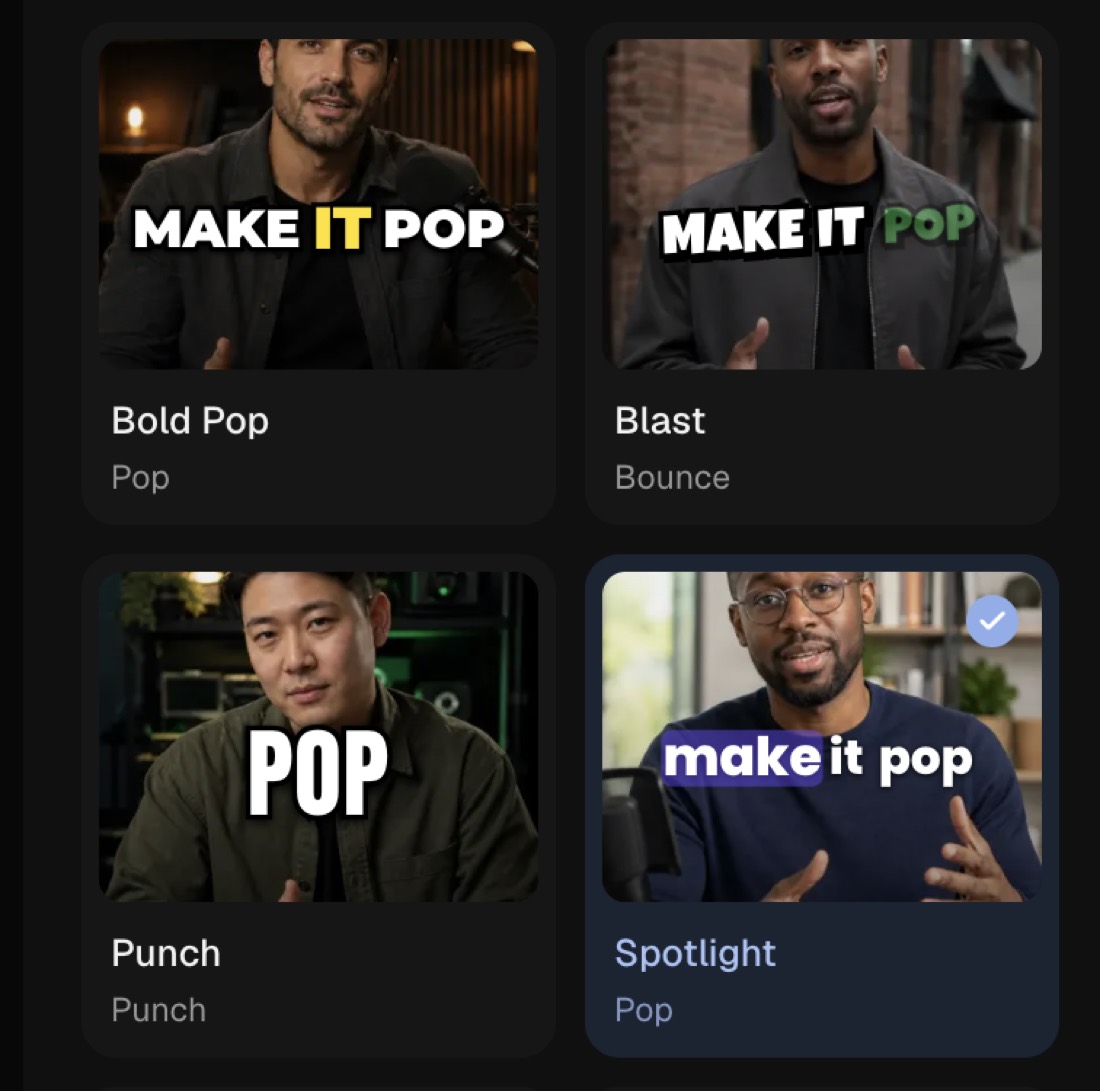 MAKE IT POP
Bold Pop
Pop
MAKE IT POP
Blast
Bounce
POP
Punch
Punch
make it pop
Spotlight
Pop